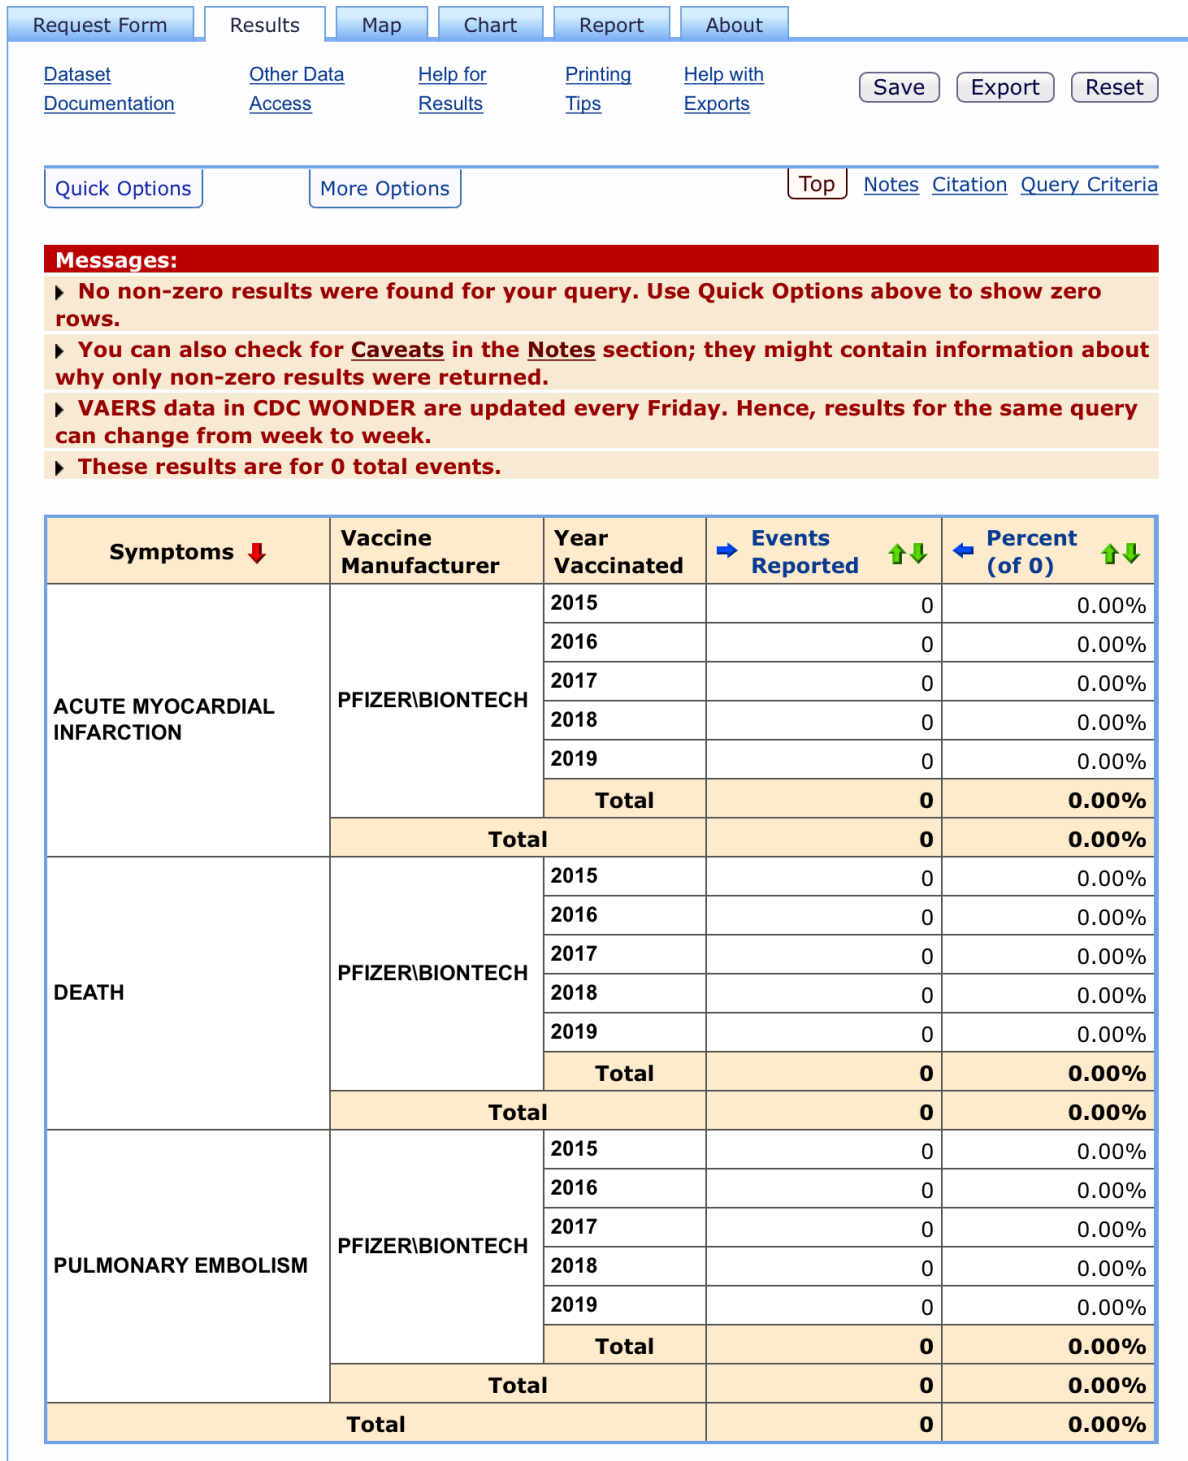 Request Form Results Map Chart Report About
Dataset Documentation
Other Data Access
Help for Results
Printing Tips
Help with Exports
Save Export Reset
Quick Options More Options Top Notes Citation Query Criteria
Messages:
No non-zero results were found for your query. Use Quick Options above to show zero
rows.
You can also check for Caveats in the Notes section; they might contain information about
why only non-zero results were returned.
VAERS data in CDC WONDER are updated every Friday. Hence, results for the same query
can change from week to week.
These results are for 0 total events.
Symptoms
Vaccine
Manufacturer
Year
Vaccinated
Events
Reported
Percent
(of 0)
ACUTE MYOCARDIAL
INFARCTION
PFIZER\BIONTECH
2015 0 0.00%
2016 0 0.00%
2017 0 0.00%
2018 0 0.00%
2019 0 0.00%
Total 0 0.00%
Total 0 0.00%
DEATH
PFIZER\BIONTECH
2015 0 0.00%
2016 0 0.00%
2017 0 0.00%
2018 0 0.00%
2019 0 0.00%
Total 0 0.00%
Total 0 0.00%
PULMONARY EMBOLISM
PFIZER\BIONTECH
2015 0 0.00%
2016 0 0.00%
2017 0 0.00%
2018 0 0.00%
2019 0 0.00%
Total 0 0.00%
Total 0 0.00%
Total 0 0.00%